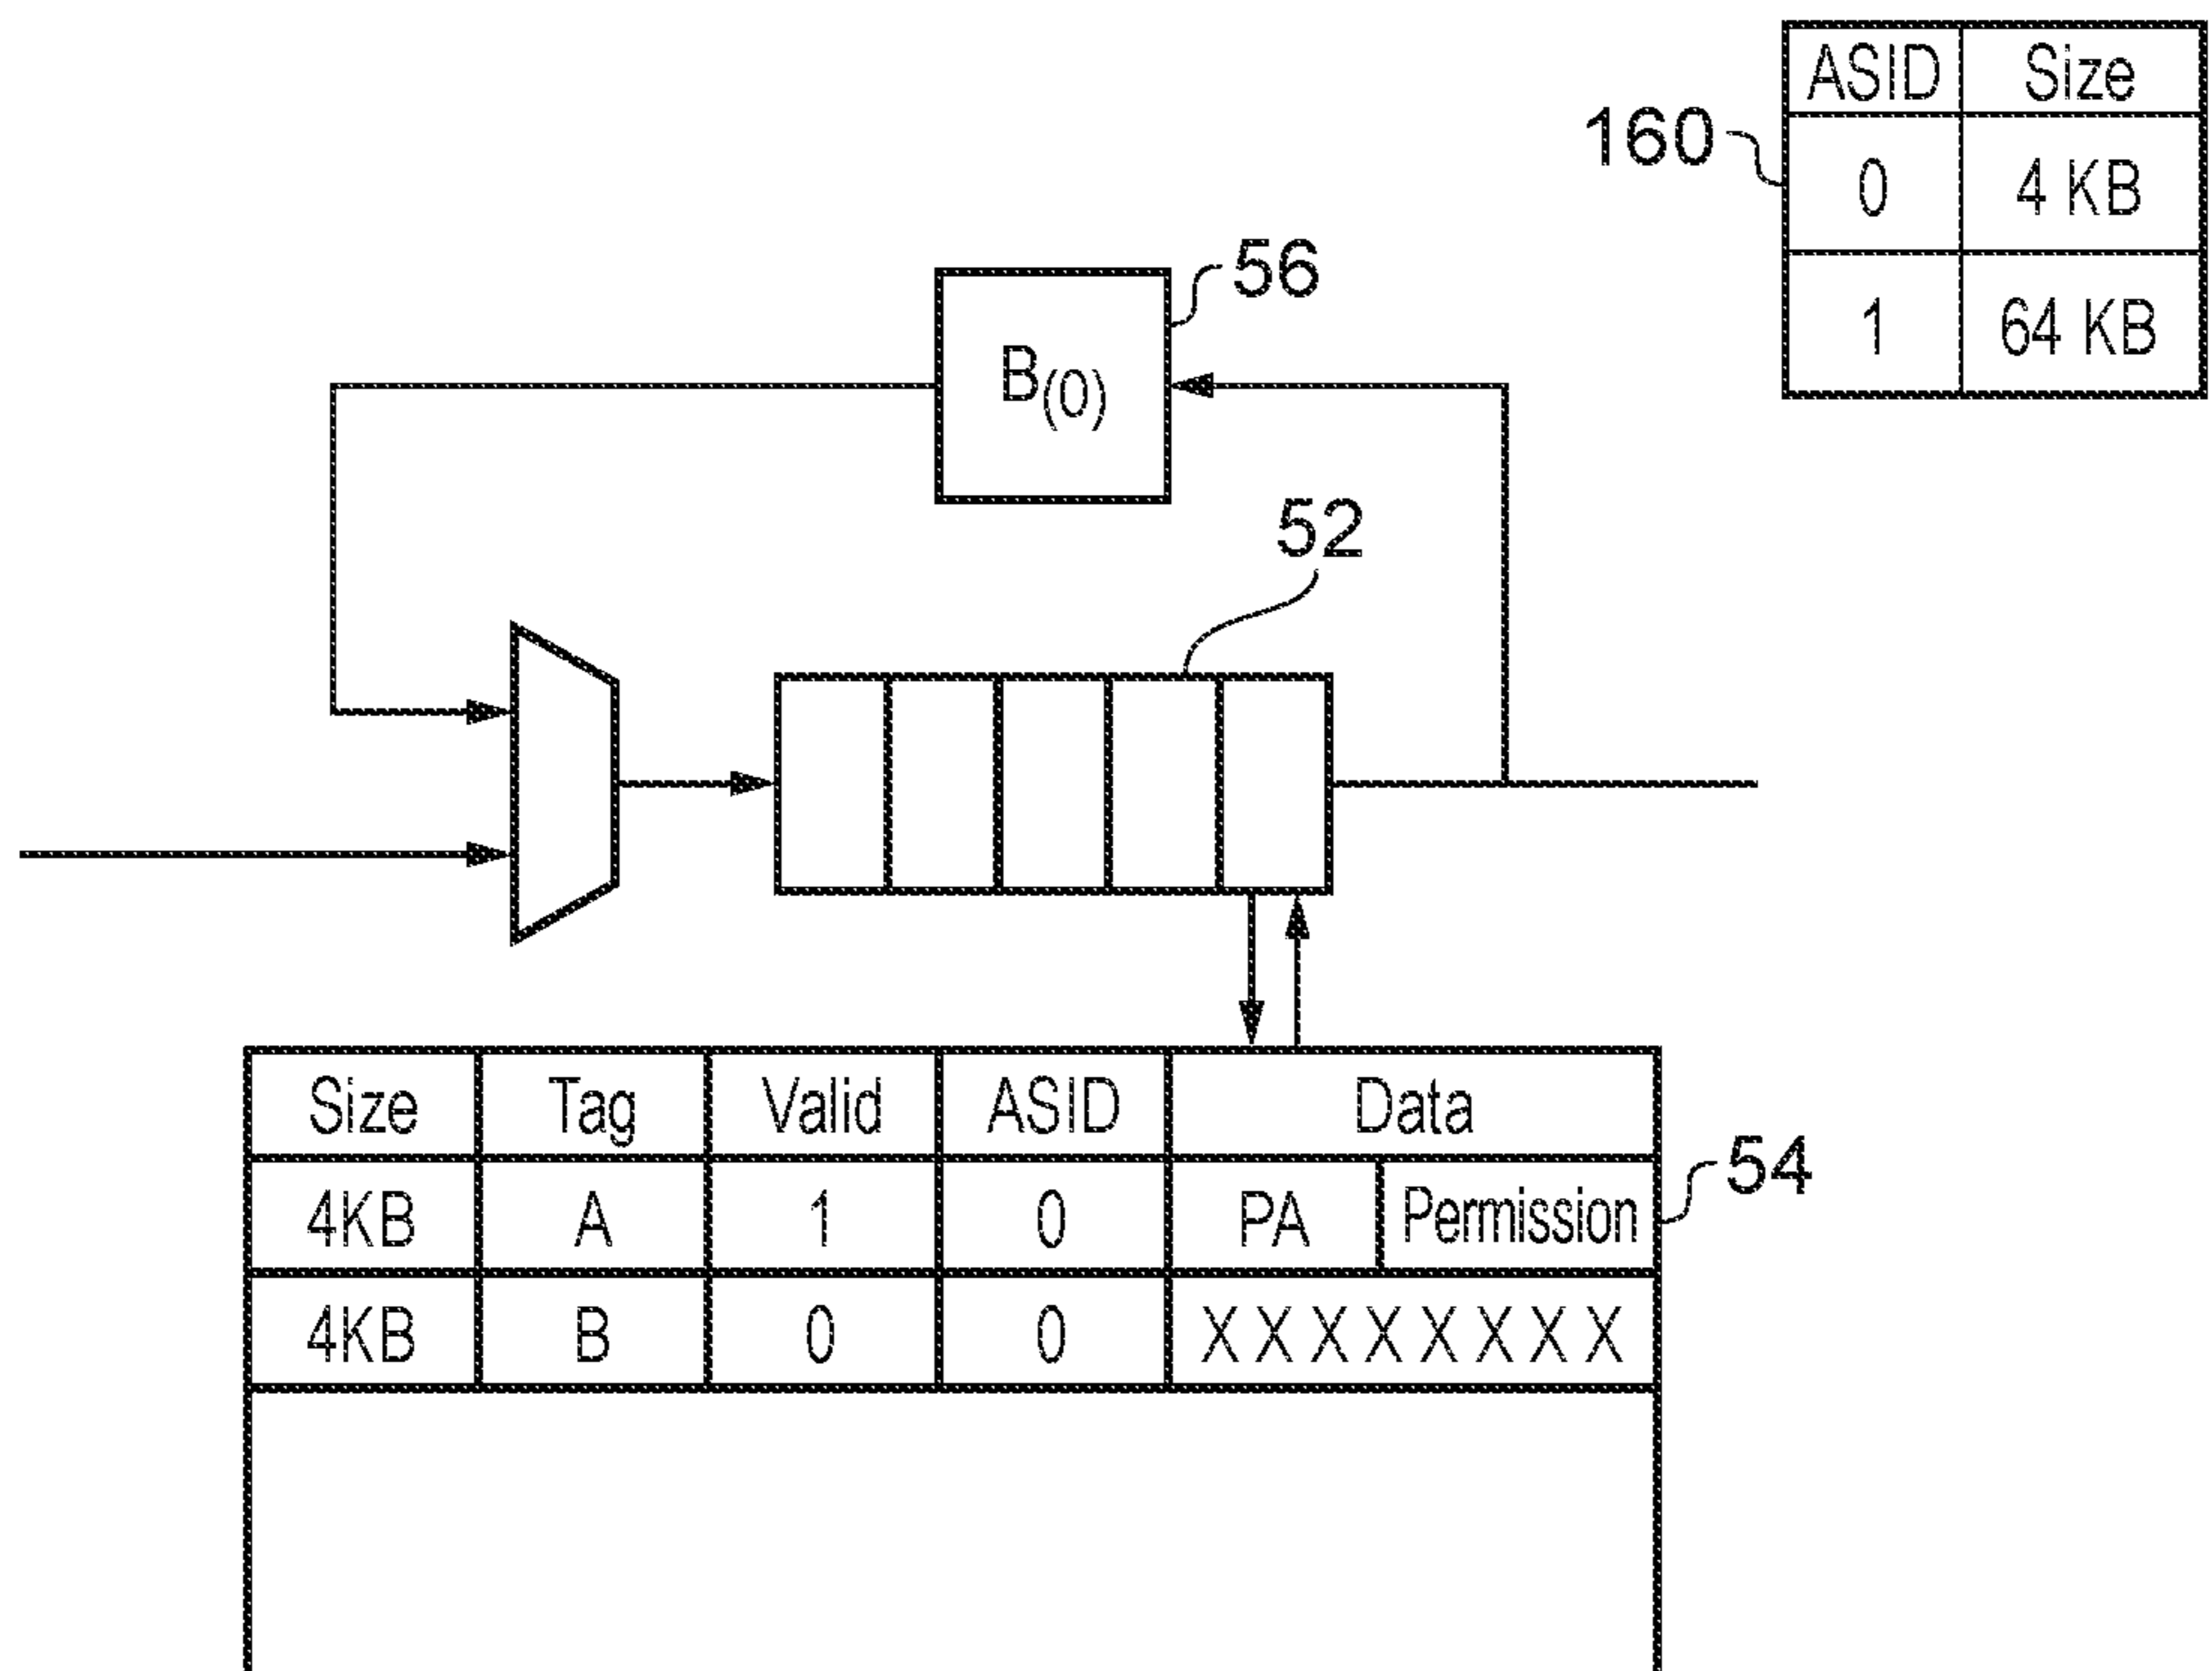 ASID Size
160
0 4 KB
1 64 KB
56
B(0)
52
Size Tag Valid ASID Data
4KB A 1 0 PA Permission
54
4KB B 0 0 X X X X X X X X